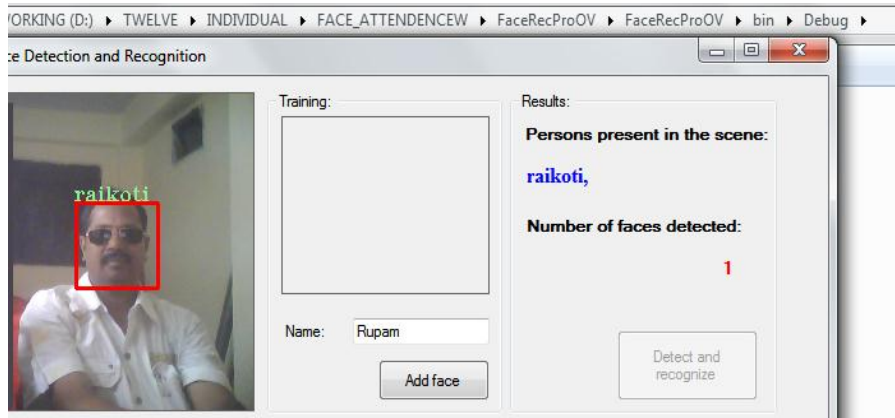 ORKING (D:) ▸ TWELVE ▸ INDIVIDUAL ▸ FACE_ATTENDENCEW ▸ FaceRecProOV ▸ FaceRecProOV ▸ bin ▸ Debug ▸
ce Detection and Recognition
Training:
Results:
Persons present in the scene:
raikoti,
raikoti
Number of faces detected:
1
Name: Rupam
Add face
Detect and
recognize